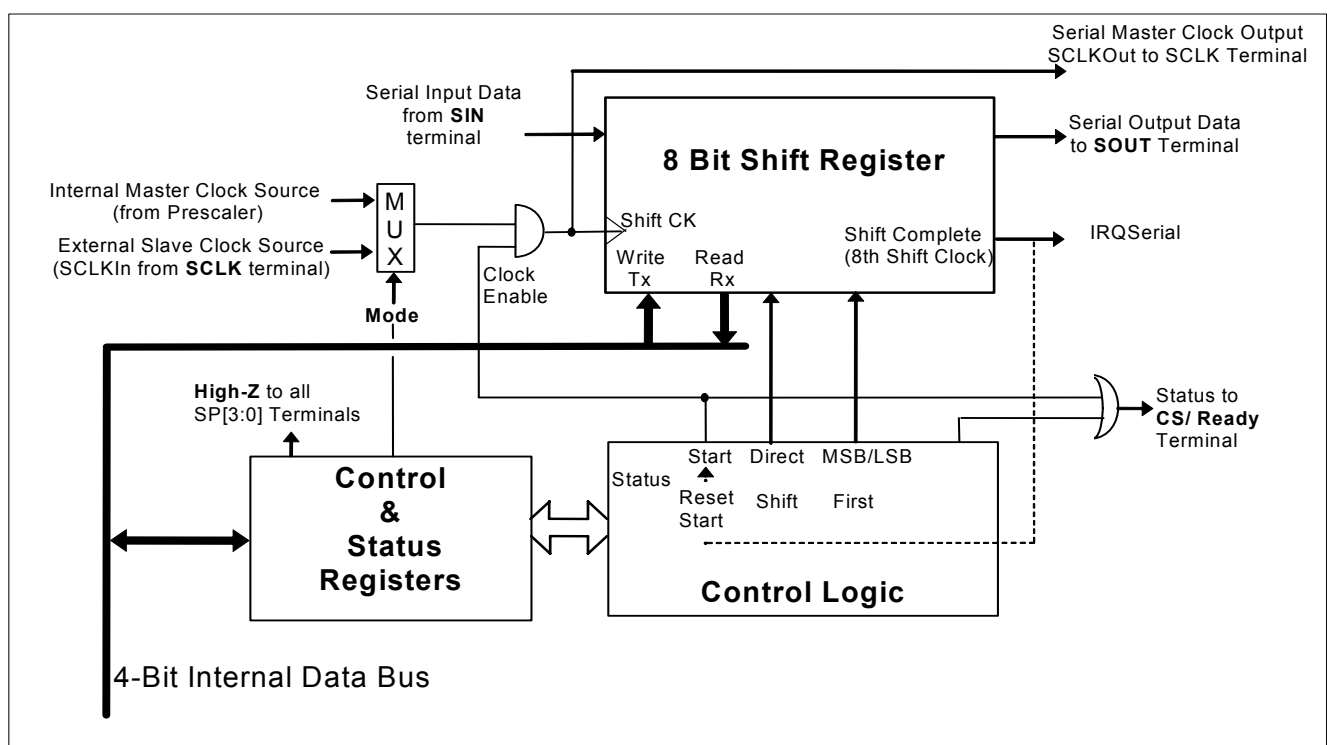 Serial Master Clock Output
SCLKOut to SCLK Terminal
Serial Input Data
from SIN
terminal
Serial Output Data
to SOUT Terminal
8 Bit Shift Register
Internal Master Clock Source
(from Prescaler)
External Slave Clock Source
(SCLKIn from SCLK terminal)
M
U
X
Mode
Clock
Enable
Shift CK
Write
Tx
Read
Rx
Shift Complete
(8th Shift Clock)
IRQSerial
High-Z to all
SP[3:0] Terminals
Status to
CS/ Ready
Terminal
Control
&
Status
Registers
Status
Start
Reset
Start
Direct
Shift
MSB/LSB
First
Control Logic
4-Bit Internal Data Bus